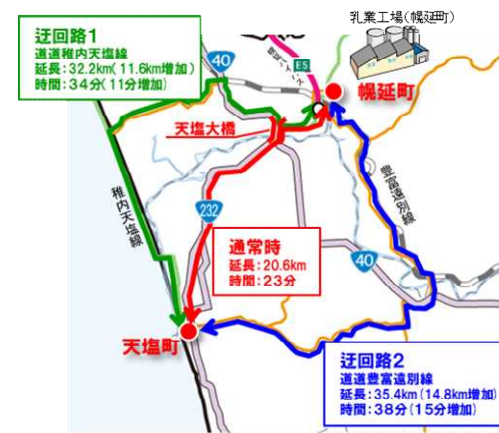 乳業工場(幌延町)
迂回路1
道道稚内天塩線
延長:32.2km(11.6km増加)
時間:34分(11分増加)
40
E5
幌延町
天塩大橋
豊富遠別線
稚内天塩線
232
通常時
延長:20.6km
時間:23分
40
天塩町
迂回路2
道道豊富遠別線
延長:35.4km(14.8km増加)
時間:38分(15分増加)